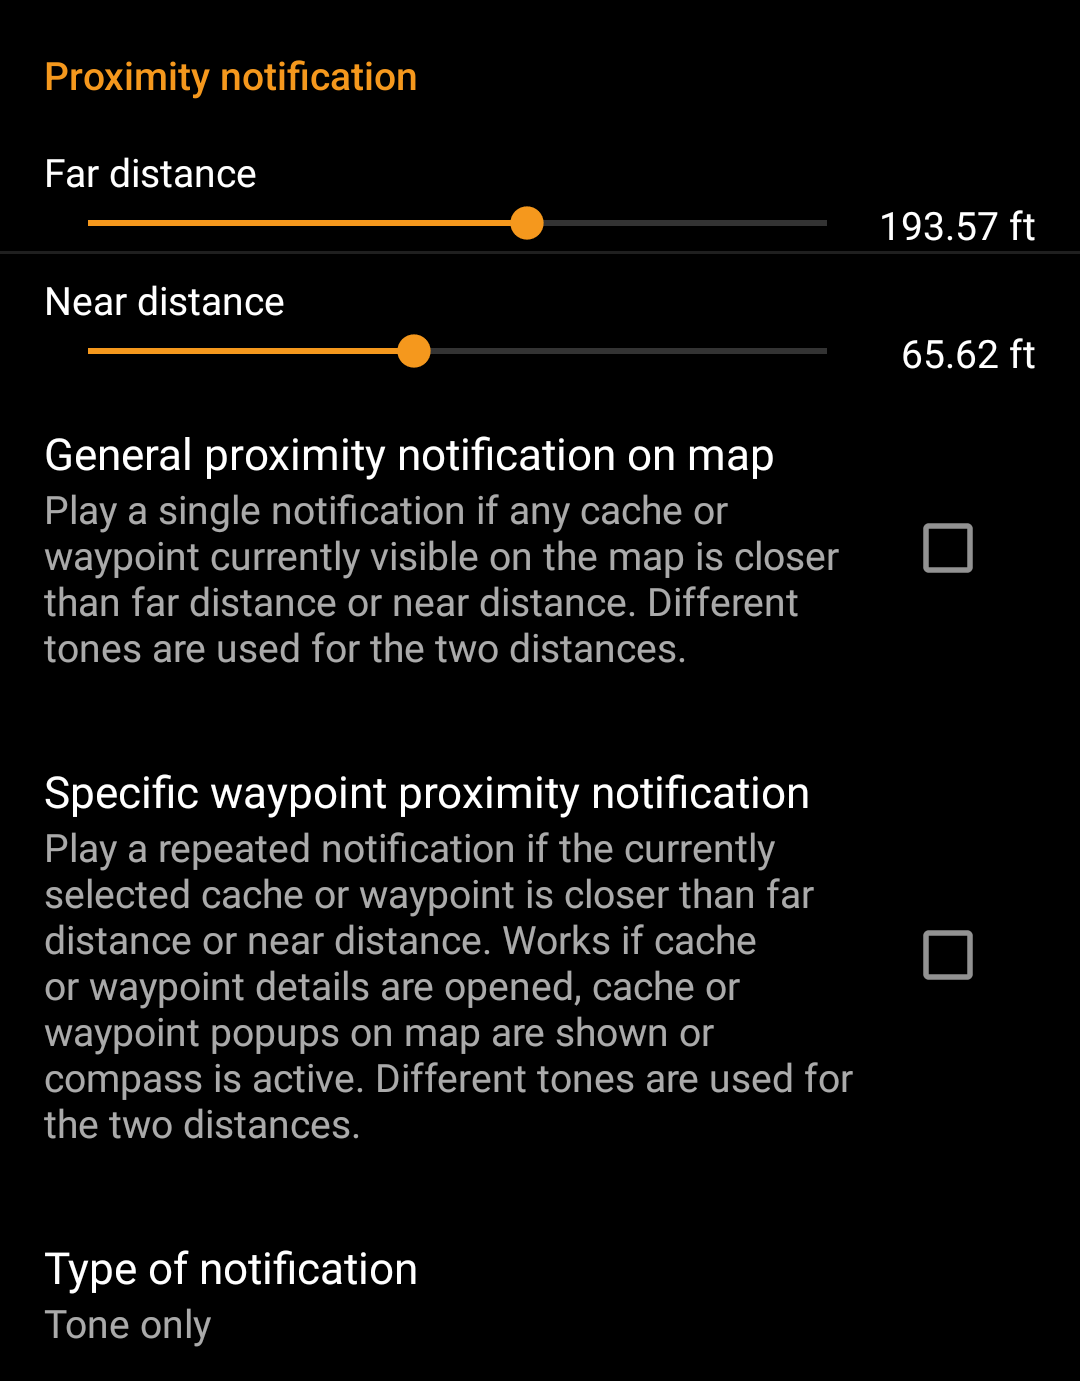 Proximity notification
Far distance
193.57 ft
Near distance
65.62 ft
General proximity notification on map
Play a single notification if any cache or
waypoint currently visible on the map is closer
than far distance or near distance. Different
tones are used for the two distances.
Specific waypoint proximity notification
Play a repeated notification if the currently
selected cache or waypoint is closer than far
distance or near distance. Works if cache
or waypoint details are opened, cache or
waypoint popups on map are shown or
compass is active. Different tones are used for
the two distances.
Type of notification
Tone only